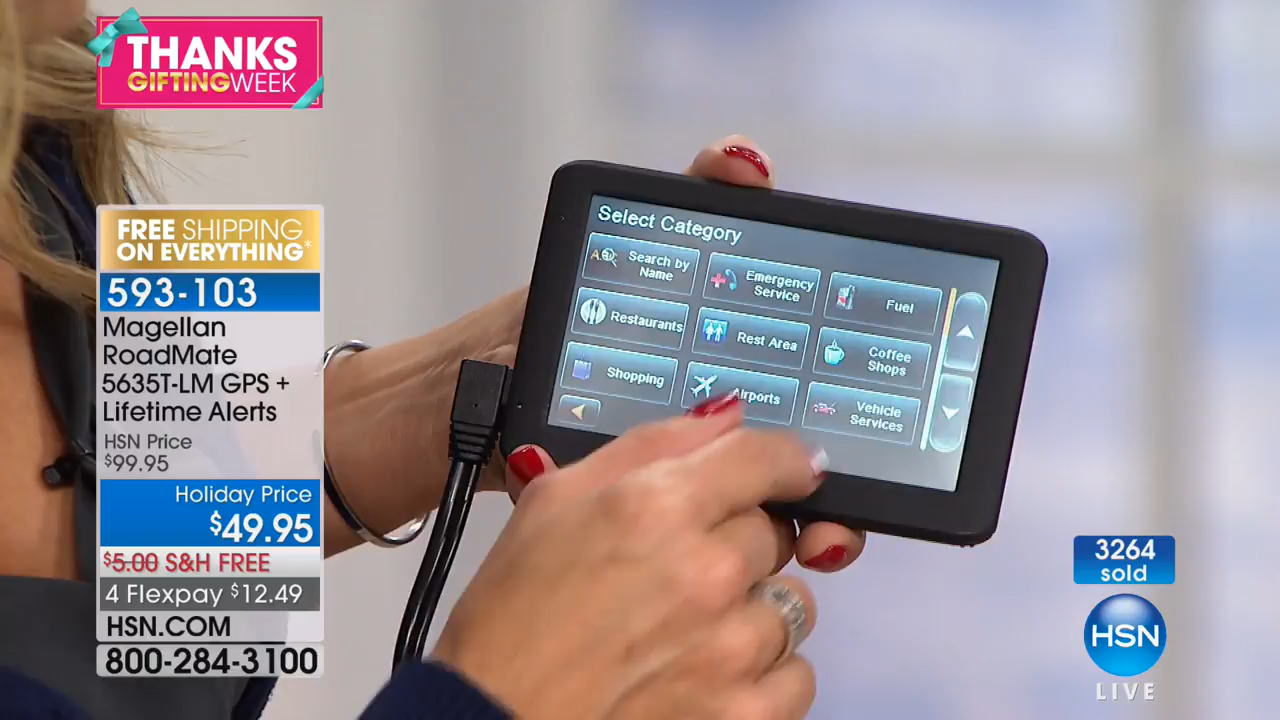 THANKS
GIFTINGWEEK
FREE SHIPPING
ON EVERYTHING*
593-103
Magellan
RoadMate
5635T-LM GPS +
Lifetime Alerts
HSN Price
$99.95
Holiday Price
$49.95
$5.00 S&H FREE
4 Flexpay $12.49
HSN.COM
800-284-3100
Select Category
Search by
Name
Emergency
Service
Fuel
Restaurants
Rest Area
Coffee
Shops
Shopping
Airports
Vehicle
Services
3264
sold
HSN
LIVE